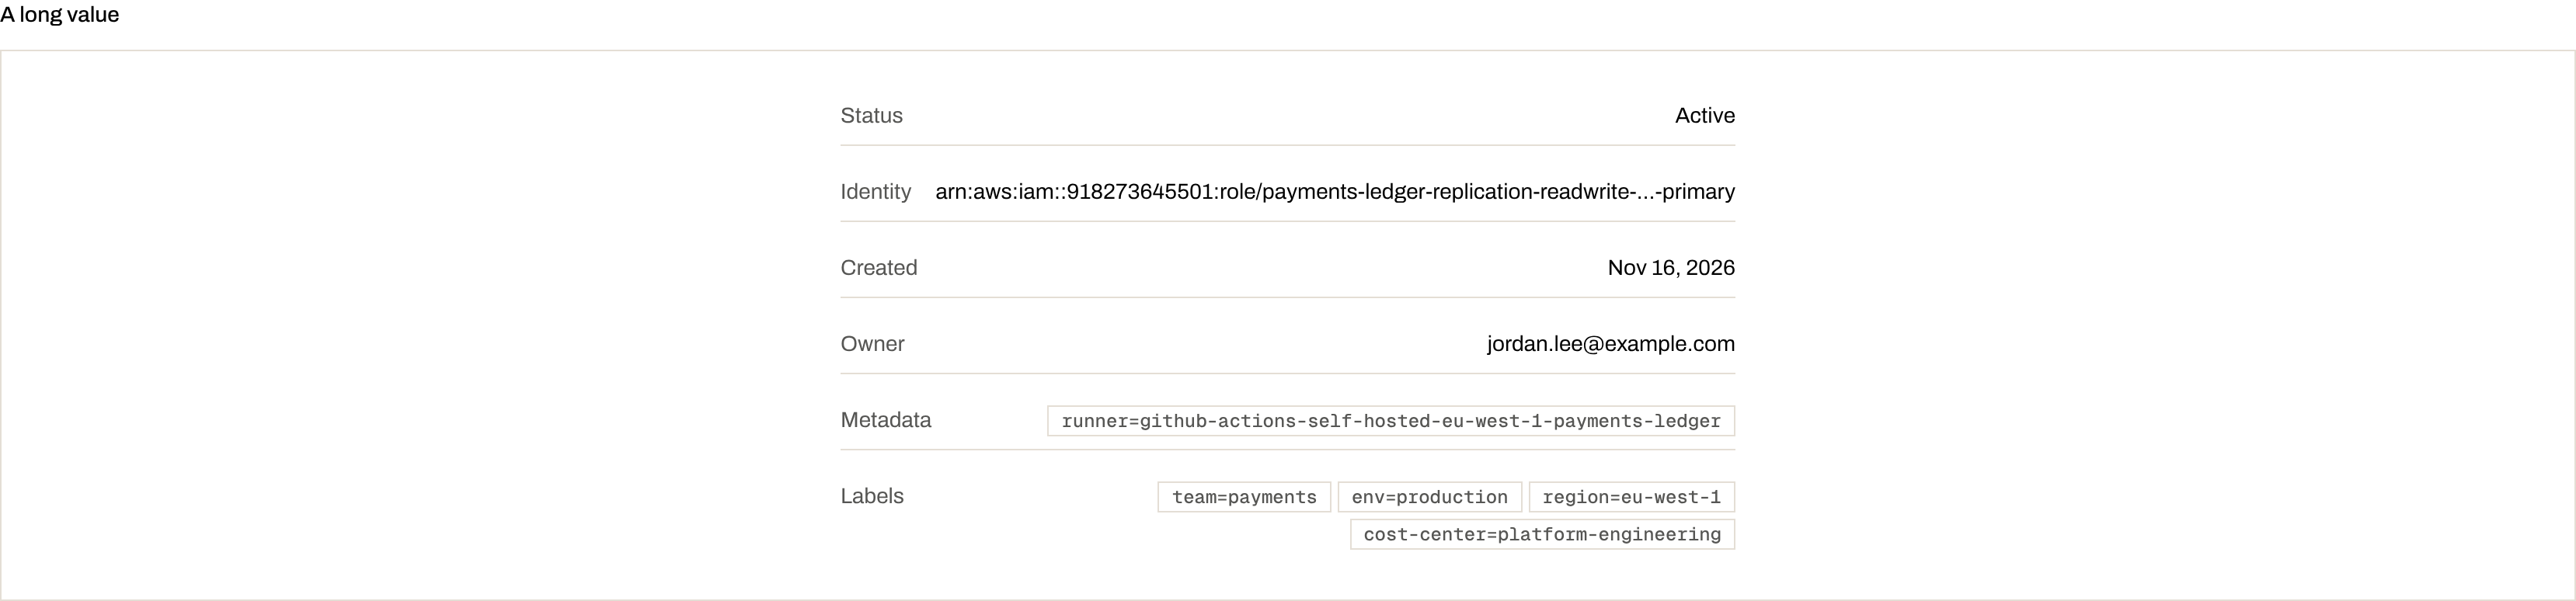 A long value
Status Active
Identity arn:aws:iam::918273645501:role/payments-ledger-replication-readwrite-...-primary
Created Nov 16, 2026
Owner jordan.lee@example.com
Metadata runner=github-actions-self-hosted-eu-west-1-payments-ledger
Labels team=payments env=production region=eu-west-1
cost-center=platform-engineering